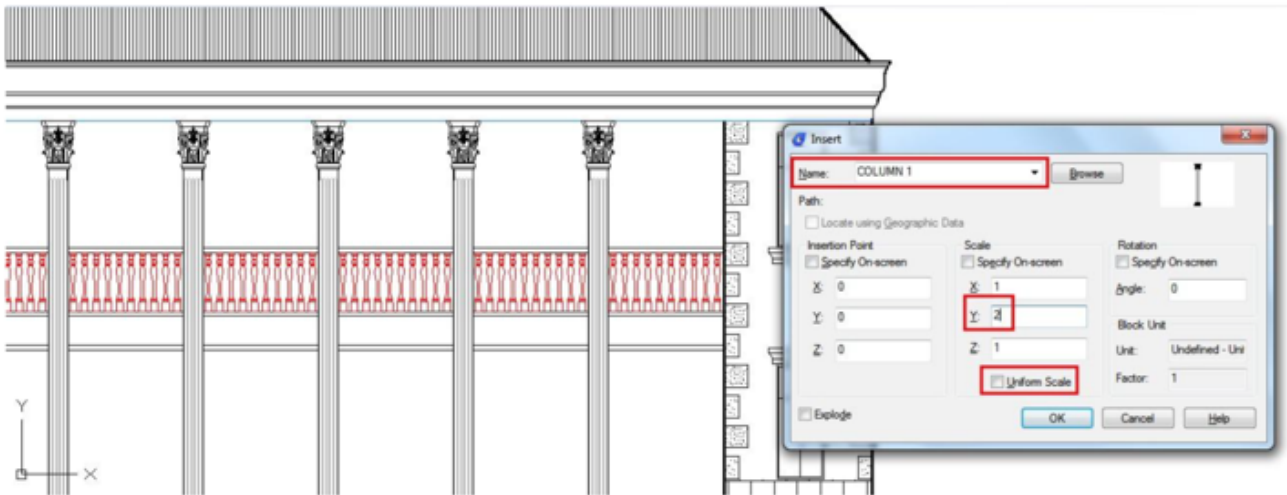 Insert
Name: COLUMN 1 Browse
Path:
Locate using Geographic Data
Insertion Point Scale Rotation
Specify On-screen Specify On-screen Specify On-screen
X: 0 X: 1 Angle: 0
Y: 0 Y: 2 Block Unit
Z: 0 Z: 1 Unit: Undefined - Uni
Uniform Scale Factor: 1
Explode OK Cancel Help
Y
X